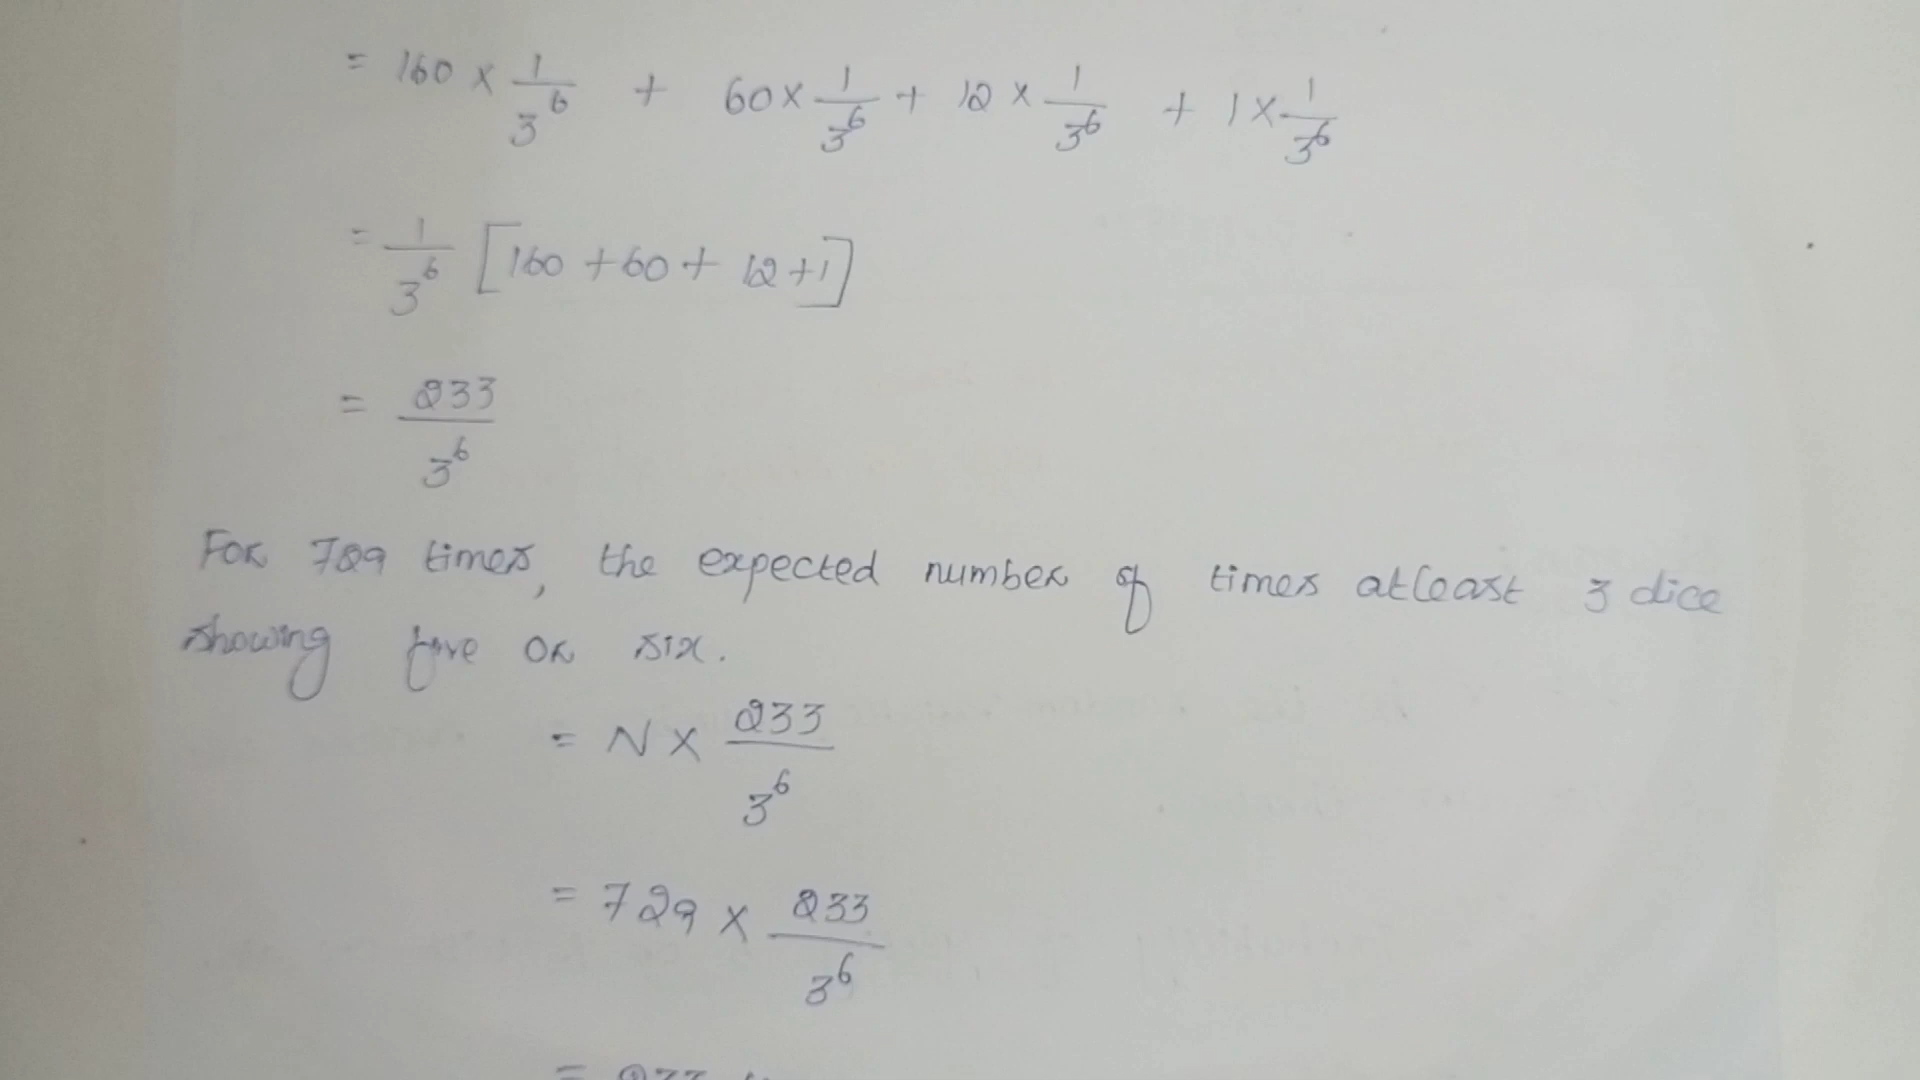 = 160 × 1/3^6 + 60 × 1/3^6 + 12 × 1/3^6 + 1 × 1/3^6
= 1/3^6 [160 + 60 + 12 + 1]
= 233/3^6
For 729 times, the expected number of times atleast 3 dice
showing five or six.
= N × 233/3^6
= 729 × 233/3^6
= 233